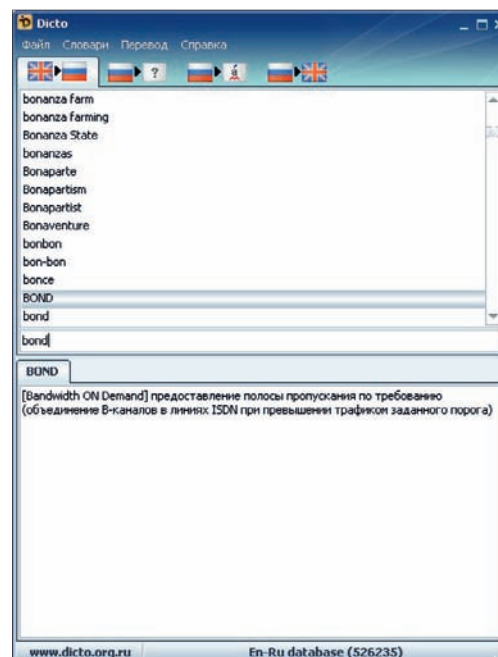 Dicto
Файл Словари Перевод Справка
? á
bonanza farm
bonanza farming
Bonanza State
bonanzas
Bonaparte
Bonapartism
Bonapartist
Bonaventure
bonbon
bon-bon
bonce
BOND
bond
bond
BOND
[Bandwidth ON Demand] предоставление полосы пропускания по требованию
(объединение B-каналов в линиях ISDN при превышении трафиком заданного порога)
www.dicto.org.ru En-Ru database (526235)